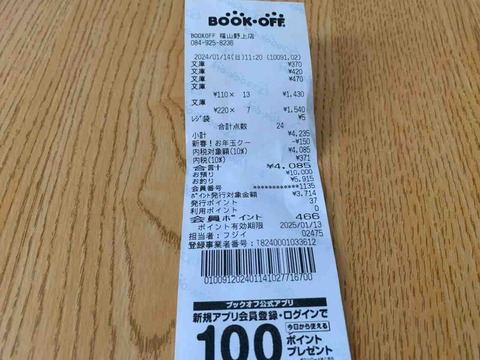 BOOK·OFF
BOOKOFF 福山野上店
084-925-8238
2024/01/14(日)11:20 (10091,02)
文庫 ¥370
文庫 ¥420
文庫 ¥470
文庫
¥110× 13 ¥1,430
文庫
¥220× 7 ¥1,540
レジ袋 ¥5
合計点数 24
小計 ¥4,235
新春!お年玉クー -¥150
内税対象額(10%) ¥4,085
内税(10%) ¥371
合計 ¥4,085
お預り ¥10,000
お釣り ¥5,915
会員番号 ************1135
ポイント発行対象金額 ¥3,714
発行ポイント 37
利用ポイント 0
会員ポイント 466
ポイント有効期限 2025/01/13
担当者:フジイ 02475
登録事業者番号:T8240001033612
010091202401141027716700
ブックオフ公式アプリ
新規アプリ会員登録・ログインで
100 今日から使える
ポイント
プレゼント